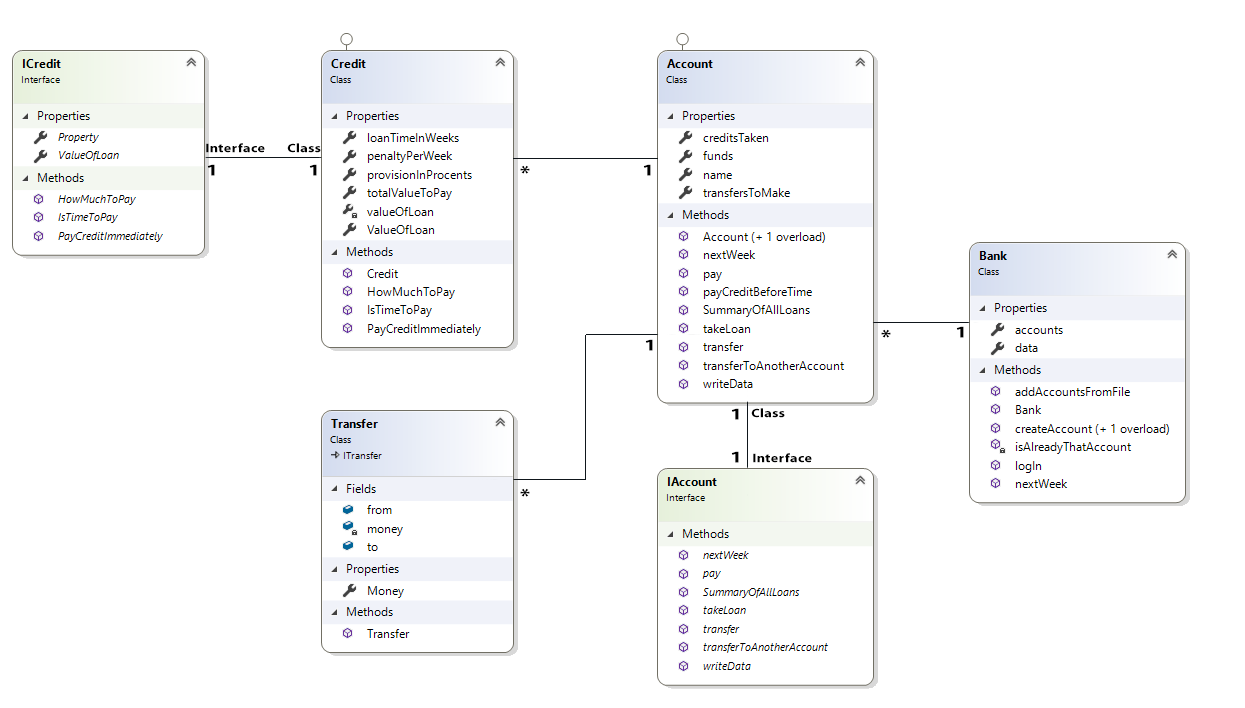 ICredit
Interface
Properties
Property
ValueOfLoan
Methods
HowMuchToPay
IsTimeToPay
PayCreditImmediately
Interface
Class
1
1
Credit
Class
Properties
loanTimeInWeeks
penaltyPerWeek
provisionInProcents
totalValueToPay
valueOfLoan
ValueOfLoan
Methods
Credit
HowMuchToPay
IsTimeToPay
PayCreditImmediately
*
1
Account
Class
Properties
creditsTaken
funds
name
transfersToMake
Methods
Account (+ 1 overload)
nextWeek
pay
payCreditBeforeTime
SummaryOfAllLoans
takeLoan
transfer
transferToAnotherAccount
writeData
*
1
Bank
Class
Properties
accounts
data
Methods
addAccountsFromFile
Bank
createAccount (+ 1 overload)
isAlreadyThatAccount
logIn
nextWeek
1
*
Transfer
Class
ITransfer
Fields
from
money
to
Properties
Money
Methods
Transfer
1
Class
1
Interface
IAccount
Interface
Methods
nextWeek
pay
SummaryOfAllLoans
takeLoan
transfer
transferToAnotherAccount
writeData